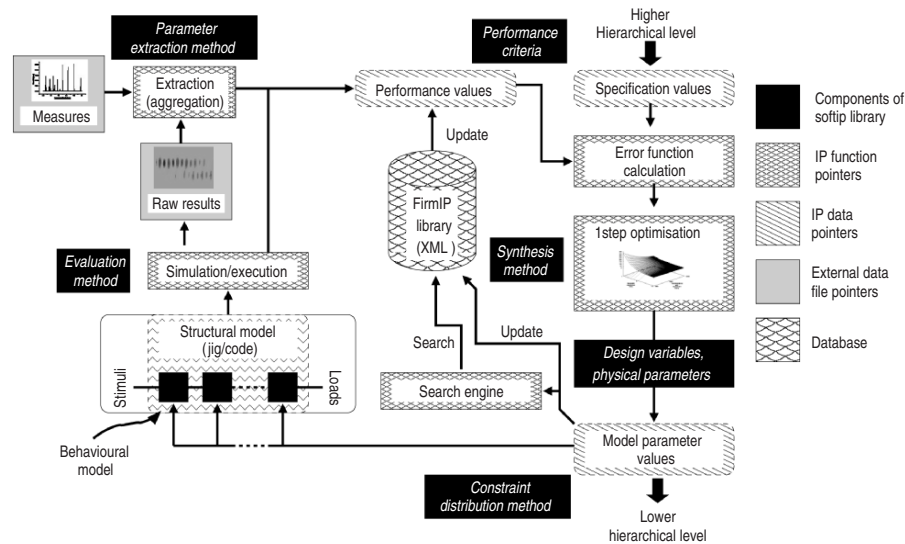 Parameter
extraction method
Performance
criteria
Higher
Hierarchical level
Measures
Extraction
(aggregation)
Performance values
Specification values
Components of
softip library
Update
Raw results
Error function
calculation
IP function
pointers
FirmIP
library
(XML )
IP data
pointers
Evaluation
method
Simulation/execution
Synthesis
method
1step optimisation
External data
file pointers
Structural model
(jig/code)
Search
Update
Database
Stimuli
Loads
Search engine
Design variables,
physical parameters
Behavioural
model
Model parameter
values
Constraint
distribution method
Lower
hierarchical level